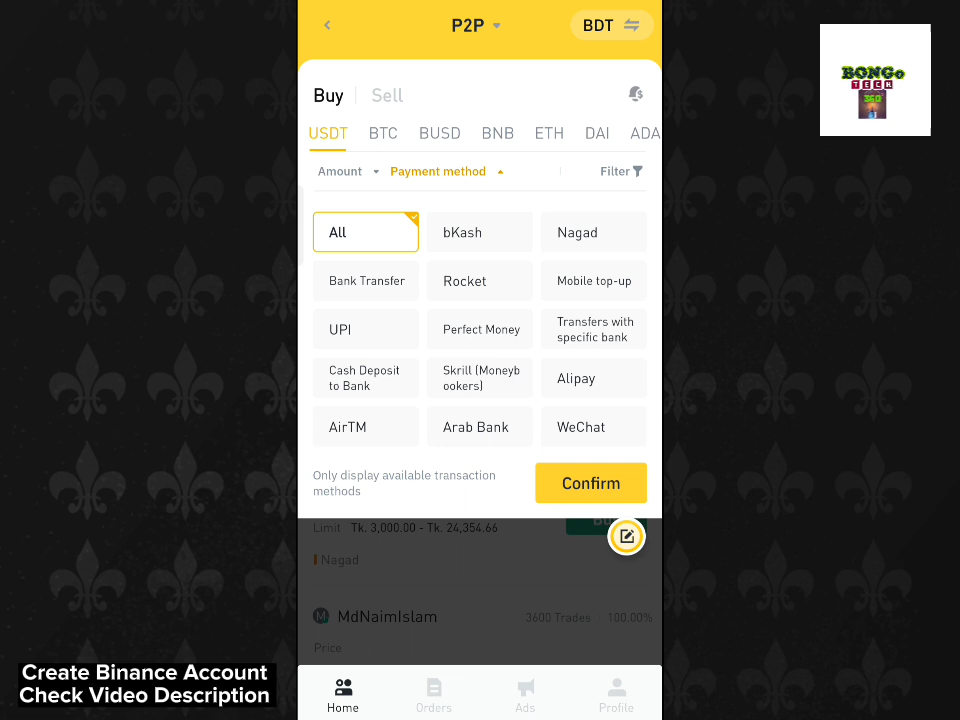 P2P
BDT
BONGo
TECH
360°
Buy
Sell
USDT BTC BUSD BNB ETH DAI ADA
Amount Payment method Filter
All bKash Nagad
Bank Transfer Rocket Mobile top-up
UPI Perfect Money Transfers with
specific bank
Cash Deposit
to Bank
Skrill (Moneyb
ookers)
Alipay
AirTM Arab Bank WeChat
Only display available transaction
methods
Confirm
Limit Tk. 3,000.00 - Tk. 24,354.66
Nagad
M MdNaimIslam 3600 Trades 100.00%
Price
Create Binance Account
Check Video Description
Home Orders Ads Profile